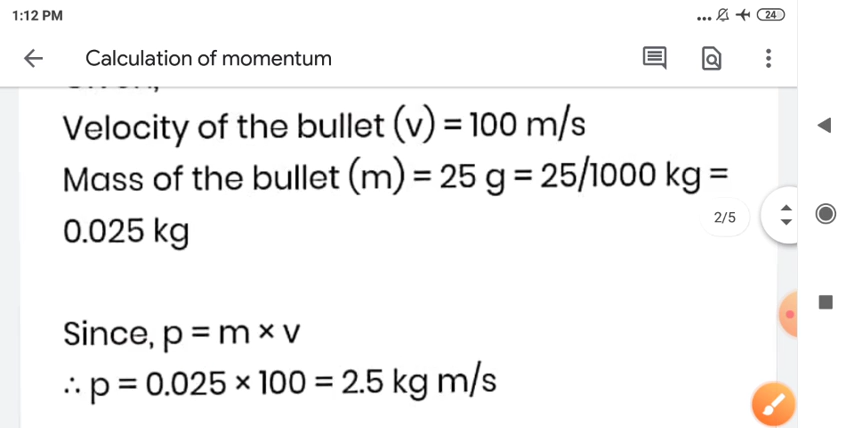 1:12 PM
24
Calculation of momentum
Velocity of the bullet (v) = 100 m/s
Mass of the bullet (m) = 25 g = 25/1000 kg =
0.025 kg
2/5
Since, p = m × v
∴ p = 0.025 × 100 = 2.5 kg m/s